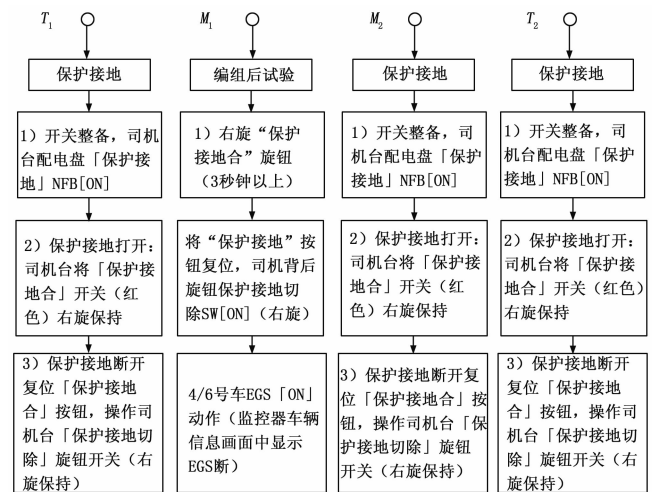 T1
保护接地
1）开关整备，司机
台配电盘「保护接
地」NFB[ON]
2）保护接地打开：
司机台将「保护接
地合」开关（红
色）右旋保持
3）保护接地断开
复位「保护接地
合」按钮，操作司
机台「保护接地切
除」旋钮开关（右
旋保持）
M1
编组后试验
1）右旋“保护
接地合”旋钮
（3秒钟以上）
将“保护接地”按
钮复位，司机背后
旋钮保护接地切
除SW[ON]（右旋）
4/6号车EGS「ON」
动作（监控器车辆
信息画面中显示
EGS断）
M2
保护接地
1）开关整备，司
机台配电盘「保护
接地」NFB[ON]
2）保护接地打开：
司机台将「保护接
地合」开关（红
色）右旋保持
3）保护接地断开复
位「保护接地合」按
钮，操作司机台「保
护接地切除」旋钮
开关（右旋保持）
T2
保护接地
1）开关整备，司
机台配电盘「保护
接地」NFB[ON]
2）保护接地打开：
司机台将「保护接
地合」开关（红色）
右旋保持
3）保护接地断开
复位「保护接地
合」按钮，操作司
机台「保护接地切
除」旋钮开关（右
旋保持）